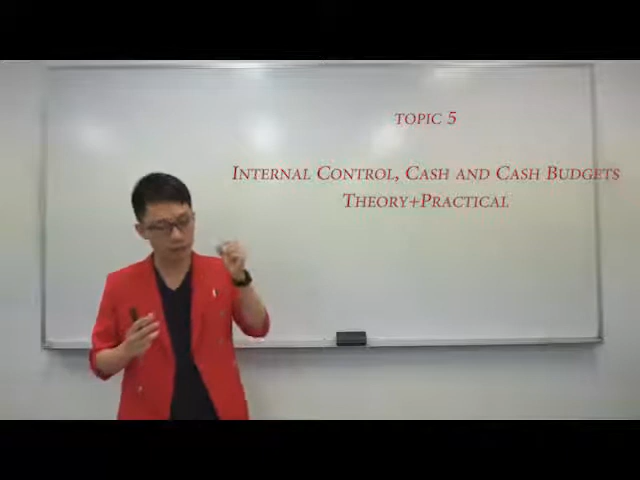 TOPIC 5
INTERNAL CONTROL, CASH AND CASH BUDGETS
THEORY+PRACTICAL